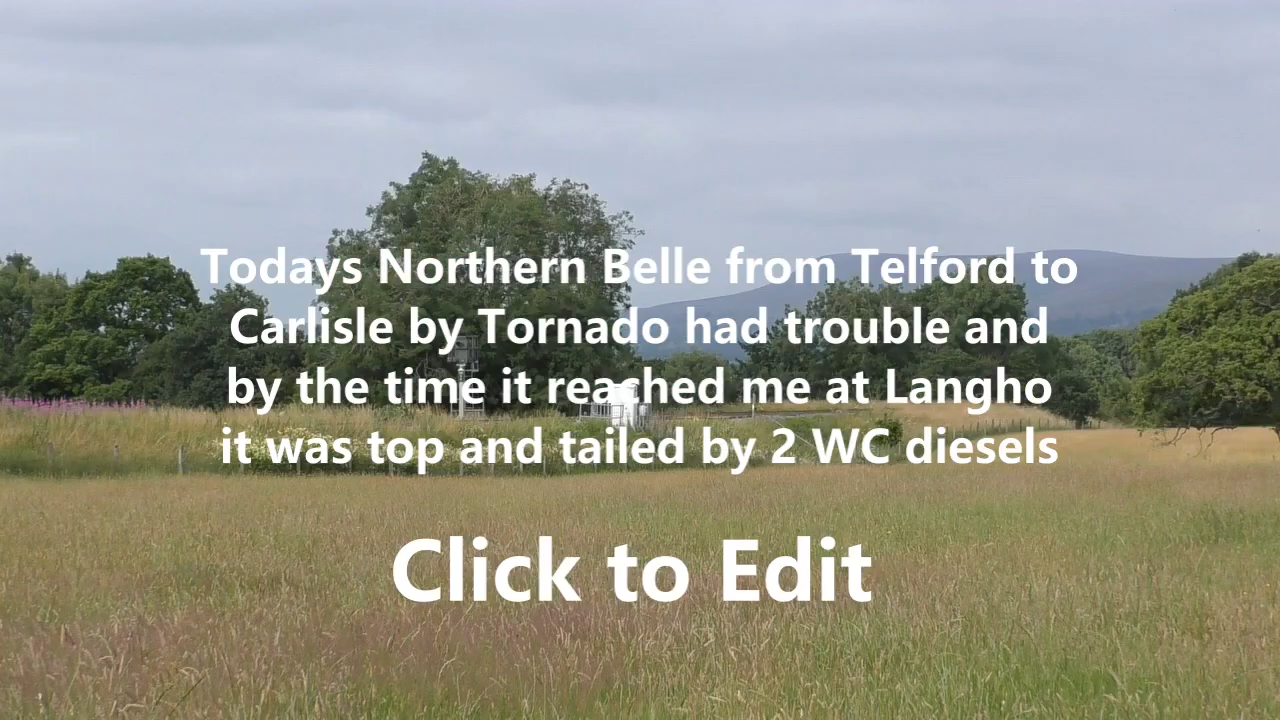 Todays Northern Belle from Telford to
Carlisle by Tornado had trouble and
by the time it reached me at Langho
it was top and tailed by 2 WC diesels
Click to Edit